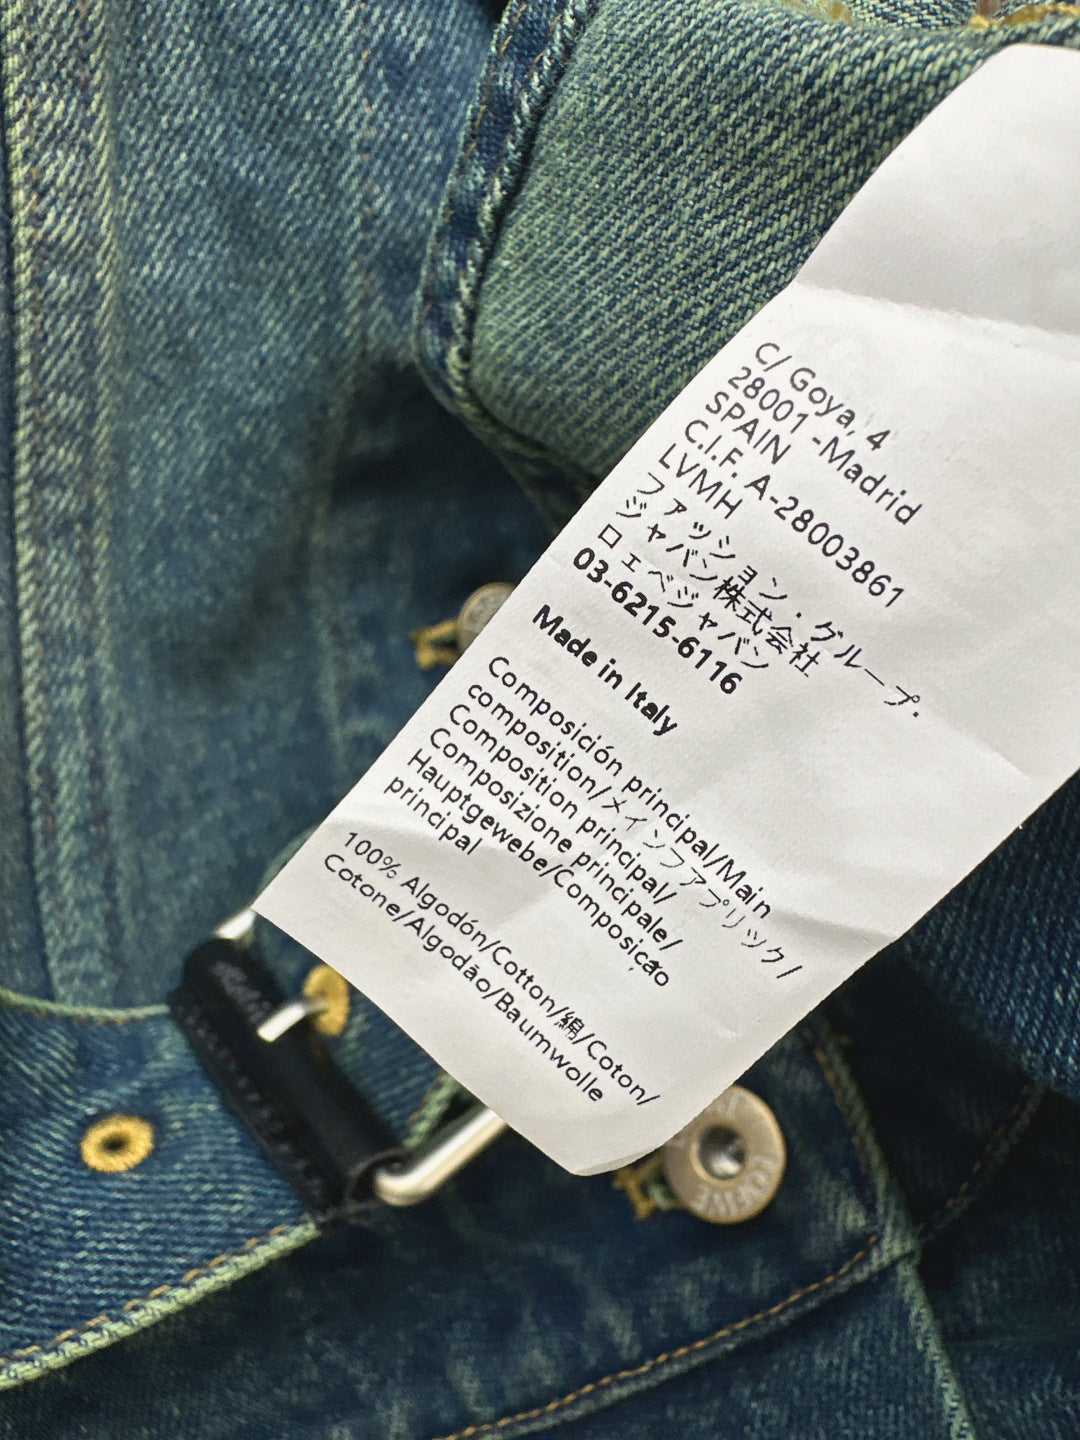 C/ Goya, 4
28001 -Madrid
SPAIN
C.I.F. A-28003861
LVMH
ファッション・グループ.
ジャパン株式会社
ロエベジャパン
03-6215-6116
Made in Italy
Composición principal/Main
composition/メインファブリック/
Composition principal/
Composizione principale/
Hauptgewebe/Composição
principal
100% Algodón/Cotton/綿/Coton/
Cotone/Algodão/Baumwolle
LOEWE